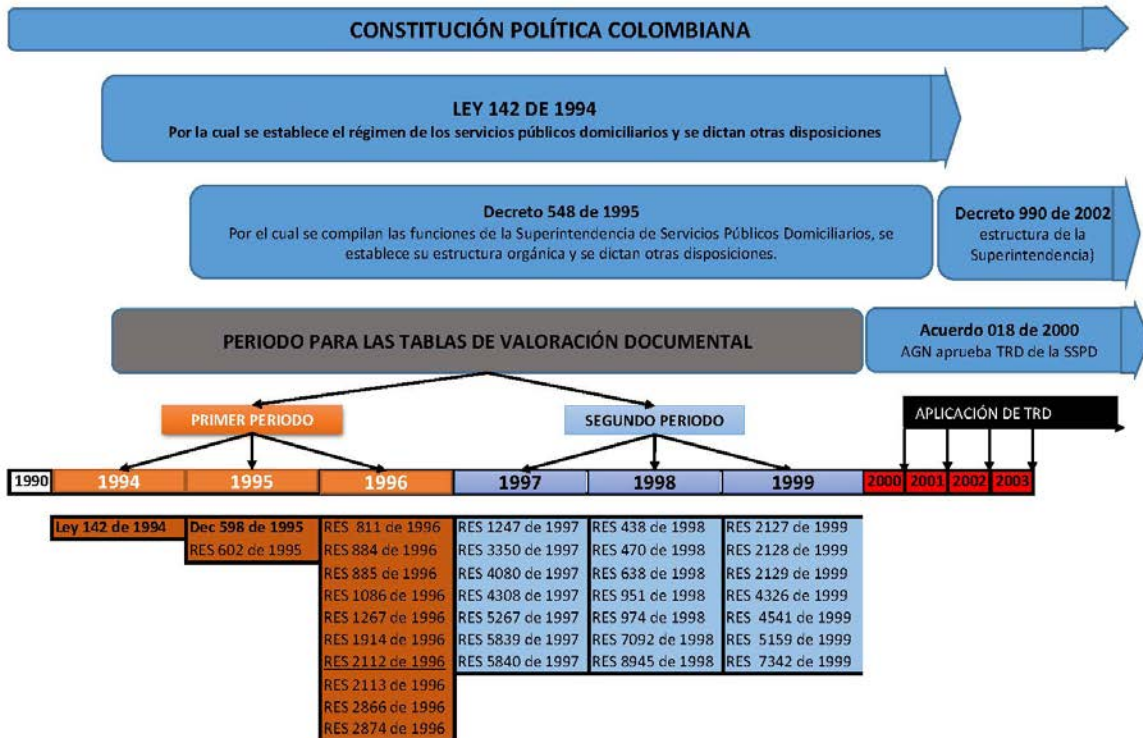 CONSTITUCIÓN POLÍTICA COLOMBIANA
LEY 142 DE 1994
Por la cual se establece el régimen de los servicios públicos domiciliarios y se dictan otras disposiciones
Decreto 548 de 1995
Por el cual se compilan las funciones de la Superintendencia de Servicios Públicos Domiciliarios, se
establece su estructura orgánica y se dictan otras disposiciones.
Decreto 990 de 2002
estructura de la
Superintendencia)
PERIODO PARA LAS TABLAS DE VALORACIÓN DOCUMENTAL
Acuerdo 018 de 2000
AGN aprueba TRD de la SSPD
PRIMER PERIODO
SEGUNDO PERIODO
APLICACIÓN DE TRD
1990 1994 1995 1996 1997 1998 1999 2000 2001 2002 2003
Ley 142 de 1994
Dec 598 de 1995
RES 602 de 1995
RES 811 de 1996
RES 884 de 1996
RES 885 de 1996
RES 1086 de 1996
RES 1267 de 1996
RES 1914 de 1996
RES 2112 de 1996
RES 2113 de 1996
RES 2866 de 1996
RES 2874 de 1996
RES 1247 de 1997
RES 3350 de 1997
RES 4080 de 1997
RES 4308 de 1997
RES 5267 de 1997
RES 5839 de 1997
RES 5840 de 1997
RES 438 de 1998
RES 470 de 1998
RES 638 de 1998
RES 951 de 1998
RES 974 de 1998
RES 7092 de 1998
RES 8945 de 1998
RES 2127 de 1999
RES 2128 de 1999
RES 2129 de 1999
RES 4326 de 1999
RES 4541 de 1999
RES 5159 de 1999
RES 7342 de 1999